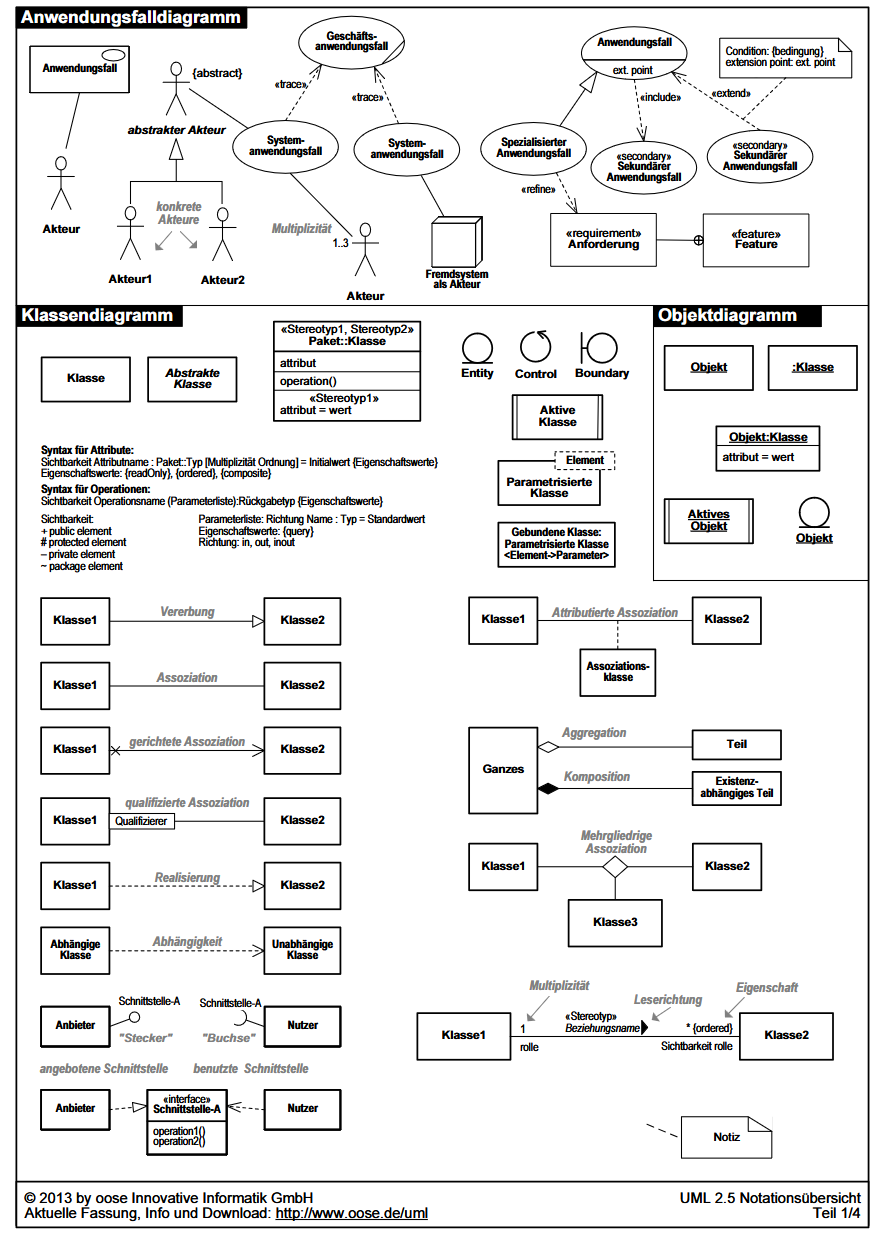 Anwendungsfalldiagramm
Anwendungsfall
{abstract}
abstrakter Akteur
Akteur
konkrete
Akteure
Akteur1
Akteur2
Geschäfts-
anwendungsfall
«trace»
«trace»
System-
anwendungsfall
System-
anwendungsfall
Multiplizität
1..3
Akteur
Fremdsystem
als Akteur
Anwendungsfall
ext. point
Condition: {bedingung}
extension point: ext. point
«include»
«extend»
Spezialisierter
Anwendungsfall
«secondary»
Sekundärer
Anwendungsfall
«secondary»
Sekundärer
Anwendungsfall
«refine»
«requirement»
Anforderung
«feature»
Feature
Klassendiagramm
Klasse
Abstrakte
Klasse
«Stereotyp1, Stereotyp2»
Paket::Klasse
attribut
operation()
«Stereotyp1»
attribut = wert
Entity
Control
Boundary
Aktive
Klasse
Element
Parametrisierte
Klasse
Gebundene Klasse:
Parametrisierte Klasse
<Element->Parameter>
Syntax für Attribute:
Sichtbarkeit Attributname : Paket::Typ [Multiplizität Ordnung] = Initialwert {Eigenschaftswerte}
Eigenschaftswerte: {readOnly}, {ordered}, {composite}
Syntax für Operationen:
Sichtbarkeit Operationsname (Parameterliste):Rückgabetyp {Eigenschaftswerte}
Sichtbarkeit:
+ public element
# protected element
– private element
~ package element
Parameterliste: Richtung Name : Typ = Standardwert
Eigenschaftswerte: {query}
Richtung: in, out, inout
Objektdiagramm
Objekt
:Klasse
Objekt:Klasse
attribut = wert
Aktives
Objekt
Objekt
Klasse1
Vererbung
Klasse2
Klasse1
Assoziation
Klasse2
Klasse1
gerichtete Assoziation
Klasse2
Klasse1
Qualifizierer
qualifizierte Assoziation
Klasse2
Klasse1
Realisierung
Klasse2
Abhängige
Klasse
Abhängigkeit
Unabhängige
Klasse
Anbieter
Schnittstelle-A
"Stecker"
Schnittstelle-A
"Buchse"
Nutzer
angebotene Schnittstelle
benutzte Schnittstelle
Anbieter
«interface»
Schnittstelle-A
operation1()
operation2()
Nutzer
Klasse1
Attributierte Assoziation
Klasse2
Assoziations-
klasse
Ganzes
Aggregation
Teil
Komposition
Existenz-
abhängiges Teil
Klasse1
Mehrgliedrige
Assoziation
Klasse2
Klasse3
Multiplizität
Leserichtung
Eigenschaft
Klasse1
1
rolle
«Stereotyp»
Beziehungsname
* {ordered}
Sichtbarkeit rolle
Klasse2
Notiz
© 2013 by oose Innovative Informatik GmbH
Aktuelle Fassung, Info und Download: http://www.oose.de/uml
UML 2.5 Notationsübersicht
Teil 1/4